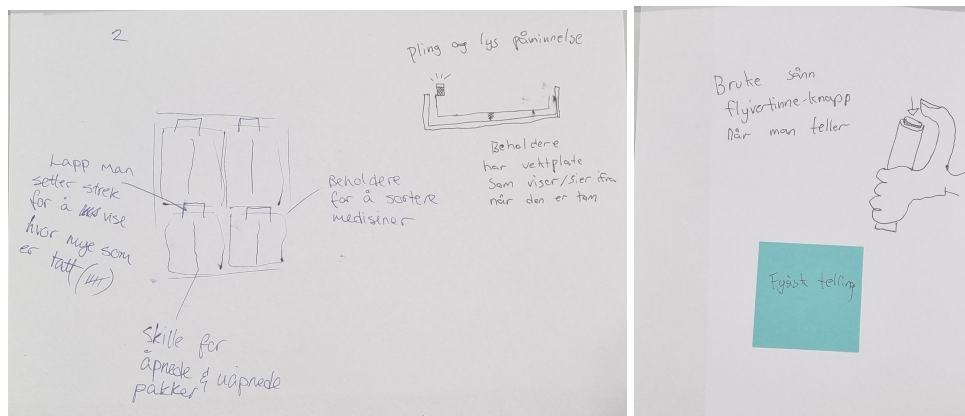 2
pling og lys påminnelse
Lapp man
setter strek
for å vise
hvor mye som
er tatt (IIII)
Beholdere
for å sortere
medisiner
Beholdere
har vektplate
som viser/sier ifra
når den er tom
skille for
åpnede & uåpnede
pakker
Bruke sånn
flyvertinne-knapp
når man teller
Fysisk telling